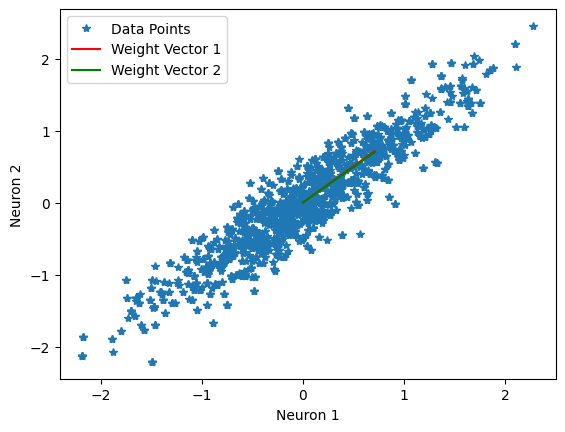 Data Points
Weight Vector 1
Weight Vector 2
Neuron 2
2
1
0
−1
−2
−2
−1
0
1
2
Neuron 1